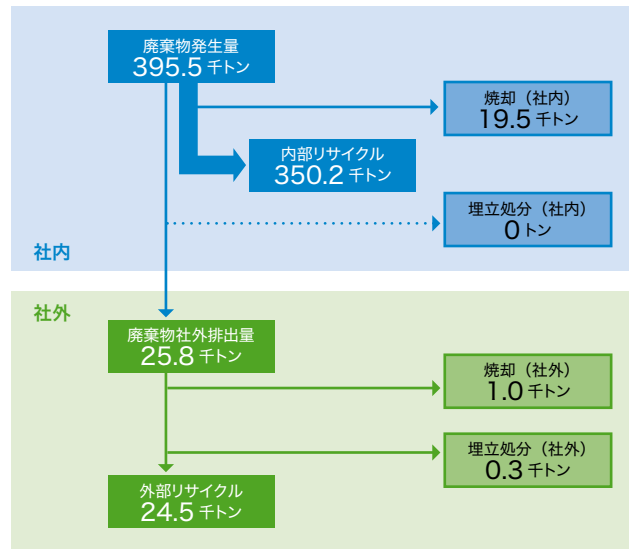 廃棄物発生量
395.5 千トン
焼却（社内）
19.5 千トン
内部リサイクル
350.2 千トン
埋立処分（社内）
0 トン
社内
社外
廃棄物社外排出量
25.8 千トン
焼却（社外）
1.0 千トン
埋立処分（社外）
0.3 千トン
外部リサイクル
24.5 千トン